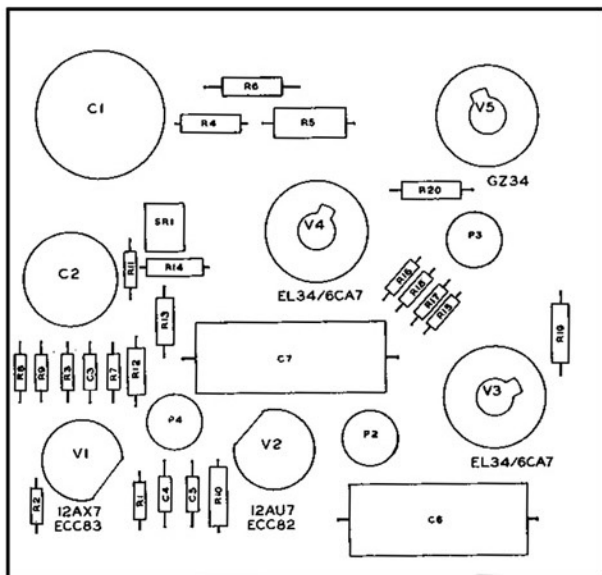 R6
C1
R4
R5
V5
GZ34
R20
SR1
V4
P3
R11
R14
C2
EL34/6CA7
R16
R18
R17
R15
R13
R19
C7
R8
R9
R3
C3
R7
R12
V3
P4
V2
P2
V1
EL34/6CA7
R2
R1
C4
C5
R10
12AX7
ECC83
12AU7
ECC82
C6